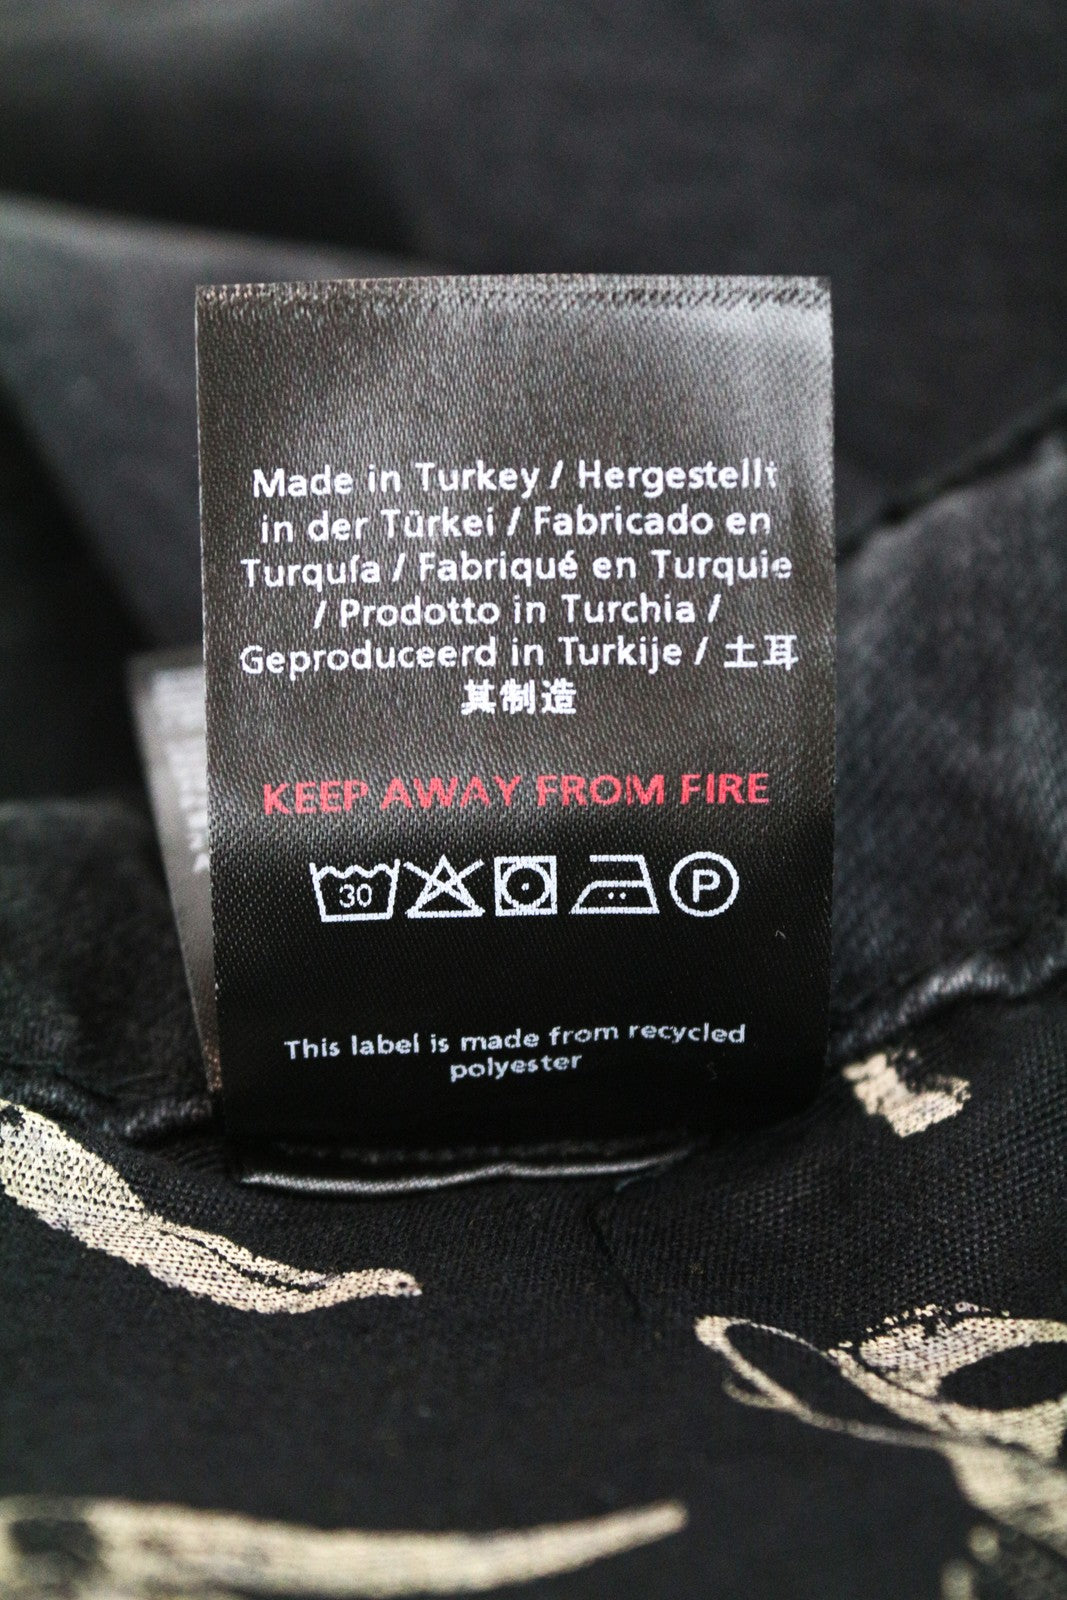 Made in Turkey / Hergestellt
in der Türkei / Fabricado en
Turquía / Fabriqué en Turquie
/ Prodotto in Turchia /
Geproduceerd in Turkije / 土耳
其制造
KEEP AWAY FROM FIRE
30 P
This label is made from recycled
polyester